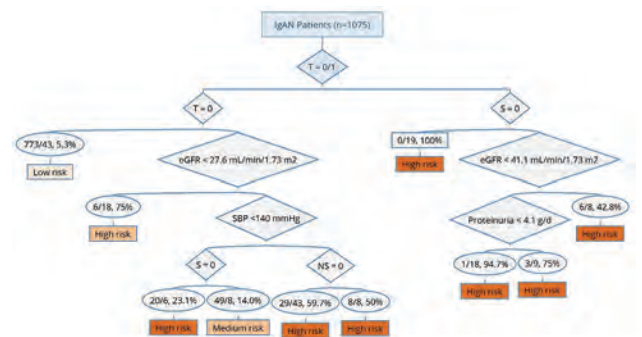 IgAN Patients (n=1075)
T = 0/1
T = 0
S = 0
773/43, 5.3%
Low risk
eGFR < 27.6 mL/min/1.73 m2
0/19, 100%
High risk
eGFR < 41.1 mL/min/1.73 m2
6/18, 75%
High risk
SBP <140 mmHg
Proteinuria < 4.1 g/d
6/8, 42.8%
High risk
S = 0
NS = 0
1/18, 94.7%
High risk
3/9, 75%
High risk
20/6, 23.1%
High risk
49/8, 14.0%
Medium risk
29/43, 59.7%
High risk
8/8, 50%
High risk